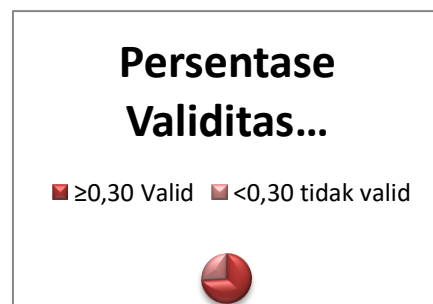 Persentase
Validitas...
≥0,30 Valid <0,30 tidak valid